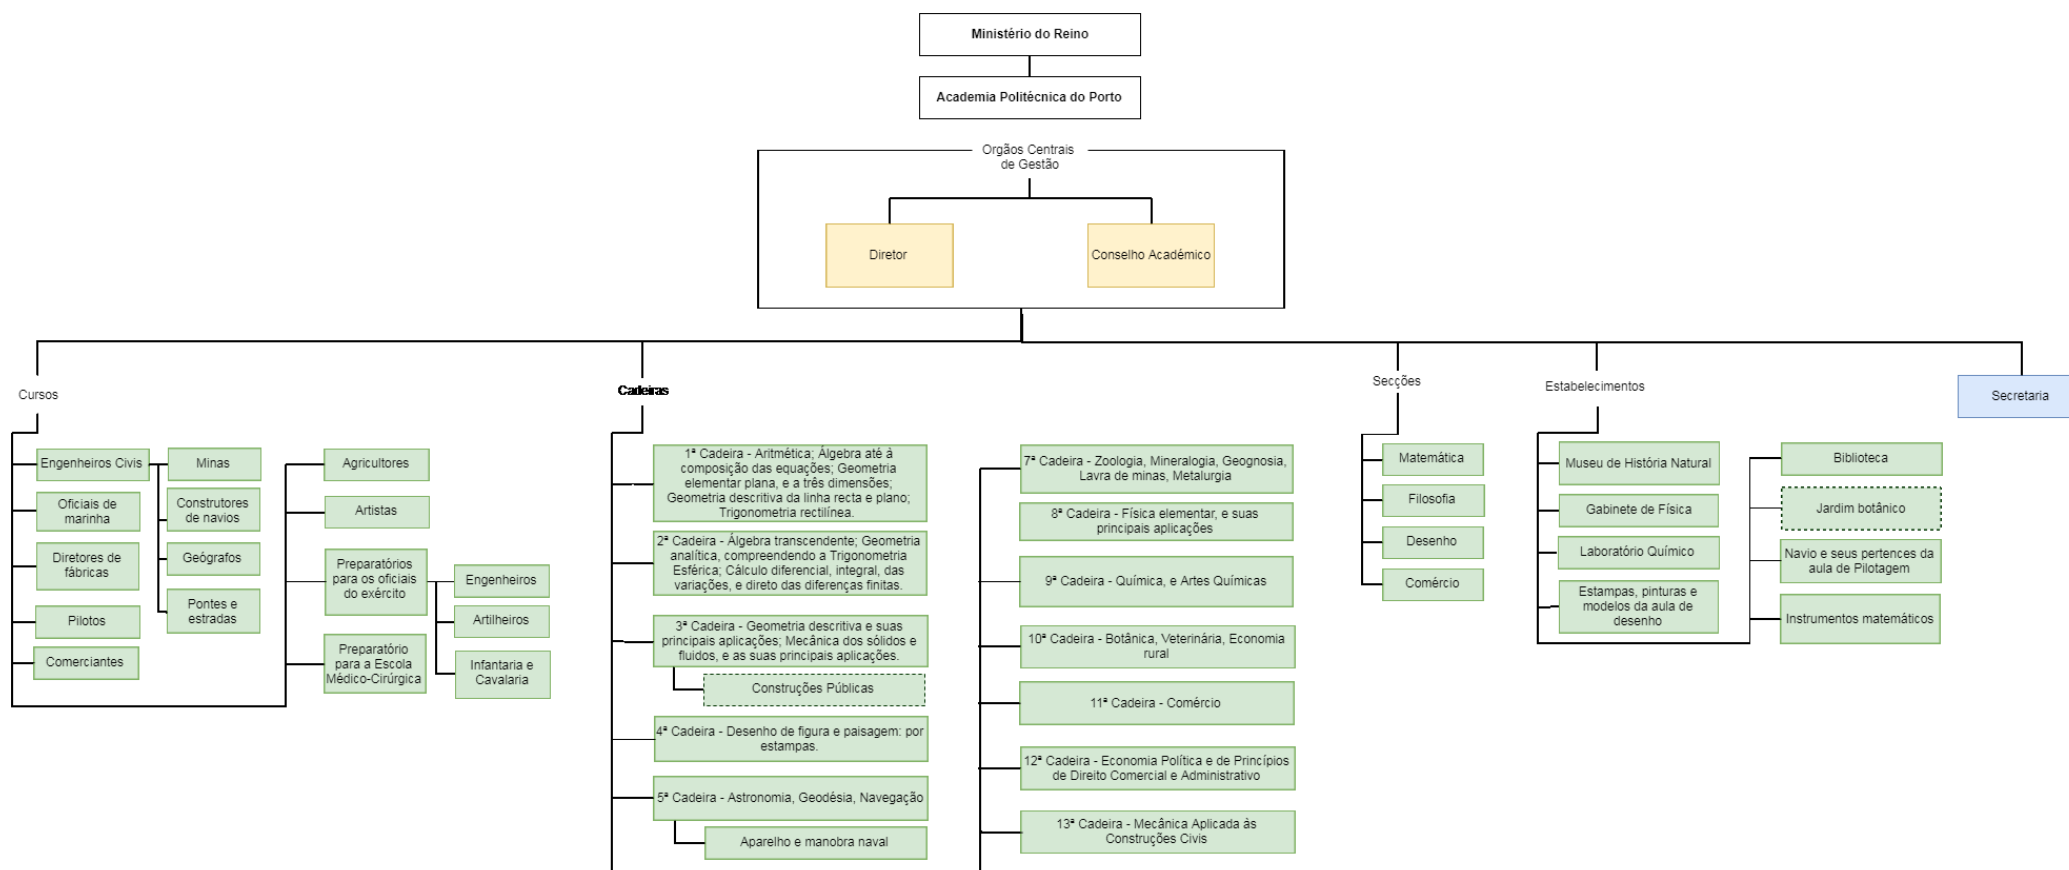 Ministério do Reino
Academia Politécnica do Porto
Orgãos Centrais
de Gestão
Diretor
Conselho Académico
Cursos
Engenheiros Civis
Oficiais de
marinha
Diretores de
fábricas
Pilotos
Comerciantes
Minas
Construtores
de navios
Geógrafos
Pontes e
estradas
Agricultores
Artistas
Preparatórios
para os oficiais
do exército
Preparatório
para a Escola
Médico-Cirúrgica
Engenheiros
Artilheiros
Infantaria e
Cavalaria
Cadeiras
1ª Cadeira - Aritmética; Álgebra até
à composição das equações; Geometria
elementar plana, e a três dimensões;
Geometria descritiva da linha recta e plano;
Trigonometria rectilínea.
2ª Cadeira - Álgebra transcendente; Geometria
analítica, compreendendo a Trigonometria
Esférica; Cálculo diferencial, integral, das
variações, e direto das diferenças finitas.
3ª Cadeira - Geometria descritiva e suas
principais aplicações; Mecânica dos sólidos e
fluidos, e as suas principais aplicações.
Construções Públicas
4ª Cadeira - Desenho de figura e paisagem: por
estampas.
5ª Cadeira - Astronomia, Geodésia, Navegação
Aparelho e manobra naval
7ª Cadeira - Zoologia, Mineralogia, Geognosia,
Lavra de minas, Metalurgia
8ª Cadeira - Física elementar, e suas
principais aplicações
9ª Cadeira - Química, e Artes Químicas
10ª Cadeira - Botânica, Veterinária, Economia
rural
11ª Cadeira - Comércio
12ª Cadeira - Economia Política e de Princípios
de Direito Comercial e Administrativo
13ª Cadeira - Mecânica Aplicada às
Construções Civis
Secções
Matemática
Filosofia
Desenho
Comércio
Estabelecimentos
Museu de História Natural
Gabinete de Física
Laboratório Químico
Estampas, pinturas e
modelos da aula de
desenho
Biblioteca
Jardim botânico
Navio e seus pertences da
aula de Pilotagem
Instrumentos matemáticos
Secretaria